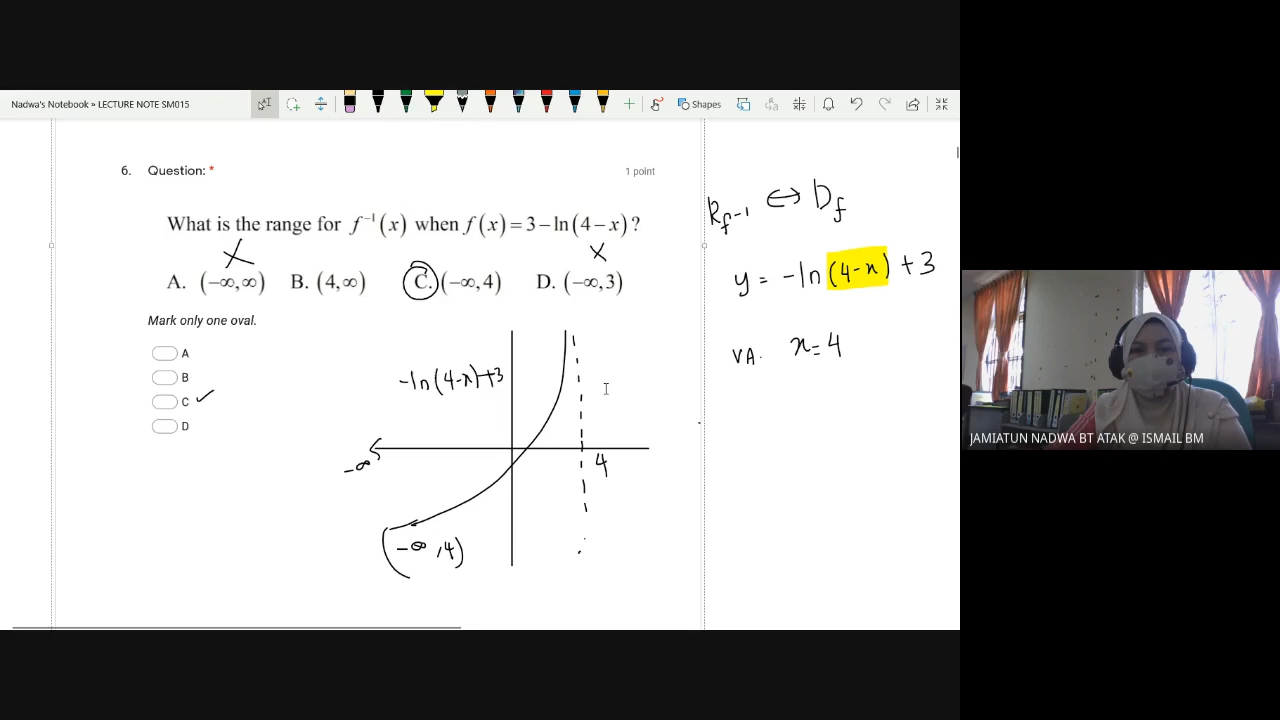 Nadwa's Notebook » LECTURE NOTE SM015
Shapes
6. Question: *
1 point
What is the range for f⁻¹(x) when f(x) = 3 − ln(4 − x)?
A. (−∞,∞) B. (4,∞) C. (−∞,4) D. (−∞,3)
Mark only one oval.
A
B
C ✓
D
-ln(4-x)+3
-∞
4
(-∞,4)
R_f⁻¹ ⇔ D_f
y = -ln(4-x)+3
VA. x=4
JAMIATUN NADWA BT ATAK @ ISMAIL BM